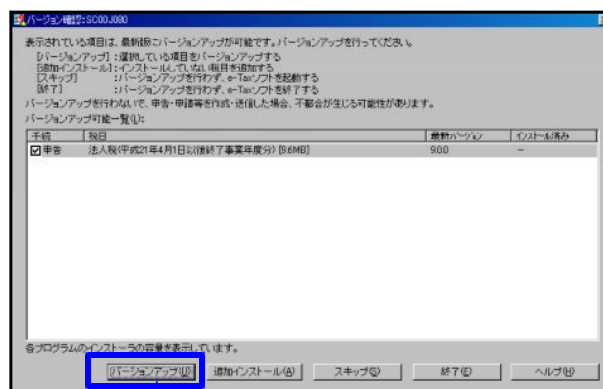 バージョン確認:SC00J090
表示されている項目は、最新版にバージョンアップが可能です。バージョンアップを行ってください。
[バージョンアップ]:選択している項目をバージョンアップする
[追加インストール]:インストールしていない税目を追加する
[スキップ] :バージョンアップを行わず、e-Taxソフトを起動する
[終了] :バージョンアップを行わず、e-Taxソフトを終了する
バージョンアップを行わないで、申告・申請等を作成・送信した場合、不都合が生じる可能性があります。
バージョンアップ可能一覧(L):
手続 税目 最新バージョン インストール済み
申告 法人税(平成21年4月1日以後終了事業年度分) [9.6MB] 9.0.0 -
各プログラムのインストーラの容量を表示しています。
バージョンアップ(U) 追加インストール(A) スキップ(S) 終了(E) ヘルプ(H)